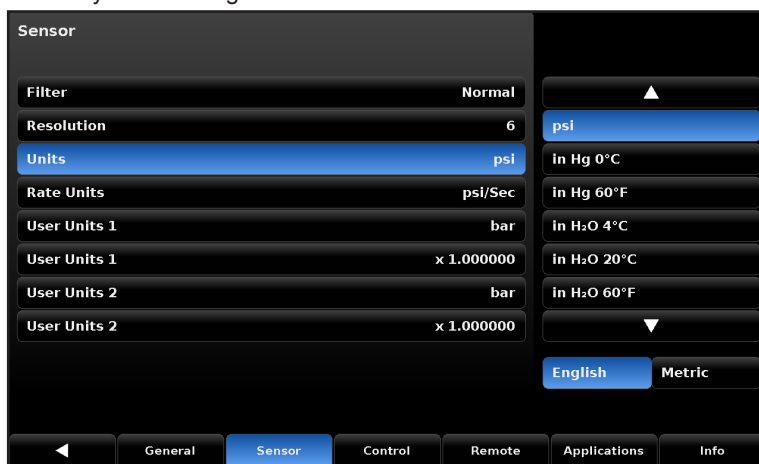 Sensor
Filter Normal
Resolution 6
Units psi
Rate Units psi/Sec
User Units 1 bar
User Units 1 x 1.000000
User Units 2 bar
User Units 2 x 1.000000
psi
in Hg 0°C
in Hg 60°F
in H₂O 4°C
in H₂O 20°C
in H₂O 60°F
English Metric
General Sensor Control Remote Applications Info